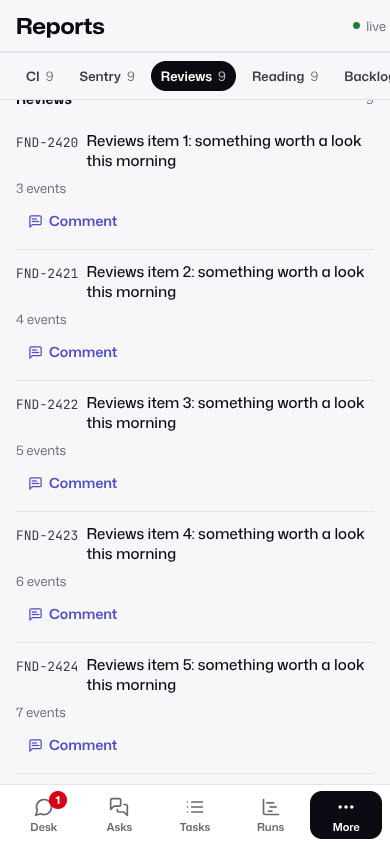 Reports
live
CI 9
Sentry 9
Reviews 9
Reading 9
Backlog
Reviews 9
FND-2420 Reviews item 1: something worth a look
this morning
3 events
Comment
FND-2421 Reviews item 2: something worth a look
this morning
4 events
Comment
FND-2422 Reviews item 3: something worth a look
this morning
5 events
Comment
FND-2423 Reviews item 4: something worth a look
this morning
6 events
Comment
FND-2424 Reviews item 5: something worth a look
this morning
7 events
Comment
1
Desk
Asks
Tasks
Runs
More